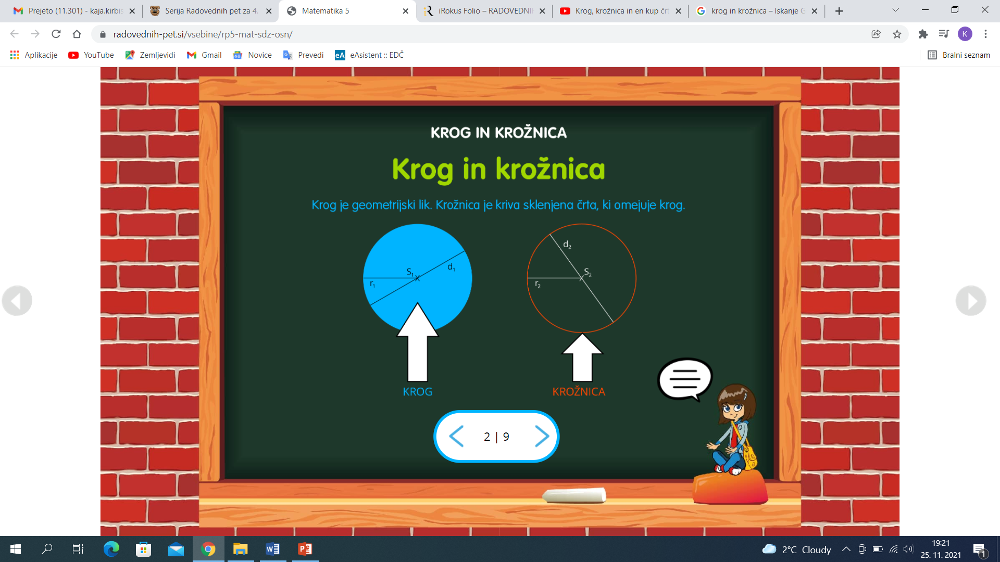 Prejeto (11.301) - kaja.kirbis
Serija Radovednih pet za 4.
Matematika 5
iRokus Folio – RADOVEDNI
Krog, krožnica in en kup črt
krog in krožnica – Iskanje G
radovednih-pet.si/vsebine/rp5-mat-sdz-osn/
K
Aplikacije
YouTube
Zemljevidi
Gmail
Novice
Prevedi
eA eAsistent :: EDČ
Bralni seznam
KROG IN KROŽNICA
Krog in krožnica
Krog je geometrijski lik. Krožnica je kriva sklenjena črta, ki omejuje krog.
S₁
d₁
r₁
d₂
S₂
r₂
KROG
KROŽNICA
2 | 9
2°C Cloudy
19:21
25. 11. 2021
1